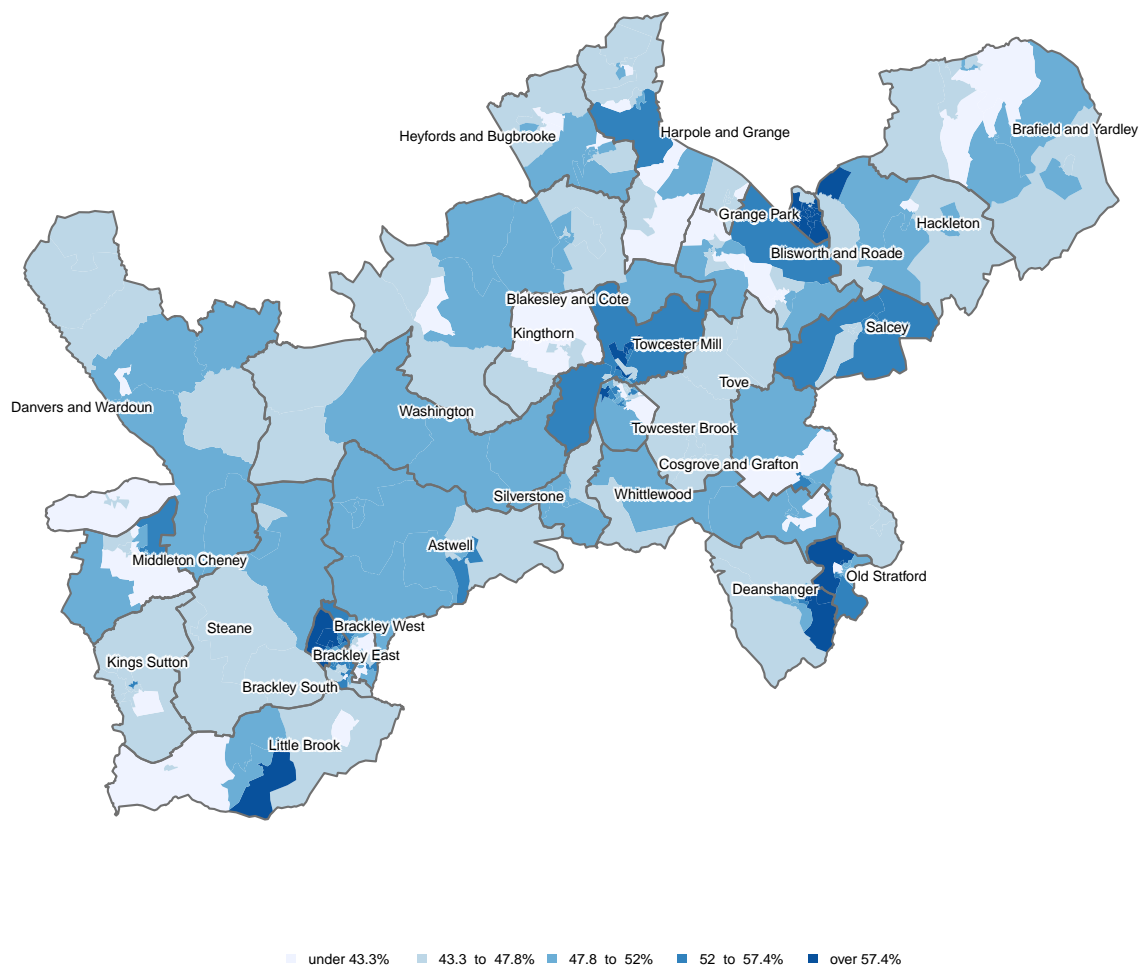 Heyfords and Bugbrooke
Harpole and Grange
Brafield and Yardley
Grange Park
Hackleton
Blisworth and Roade
Blakesley and Cote
Salcey
Kingthorn
Towcester Mill
Tove
Danvers and Wardoun
Washington
Towcester Brook
Cosgrove and Grafton
Silverstone
Whittlewood
Astwell
Middleton Cheney
Old Stratford
Deanshanger
Steane
Brackley West
Brackley East
Kings Sutton
Brackley South
Little Brook
under 43.3%
43.3 to 47.8%
47.8 to 52%
52 to 57.4%
over 57.4%